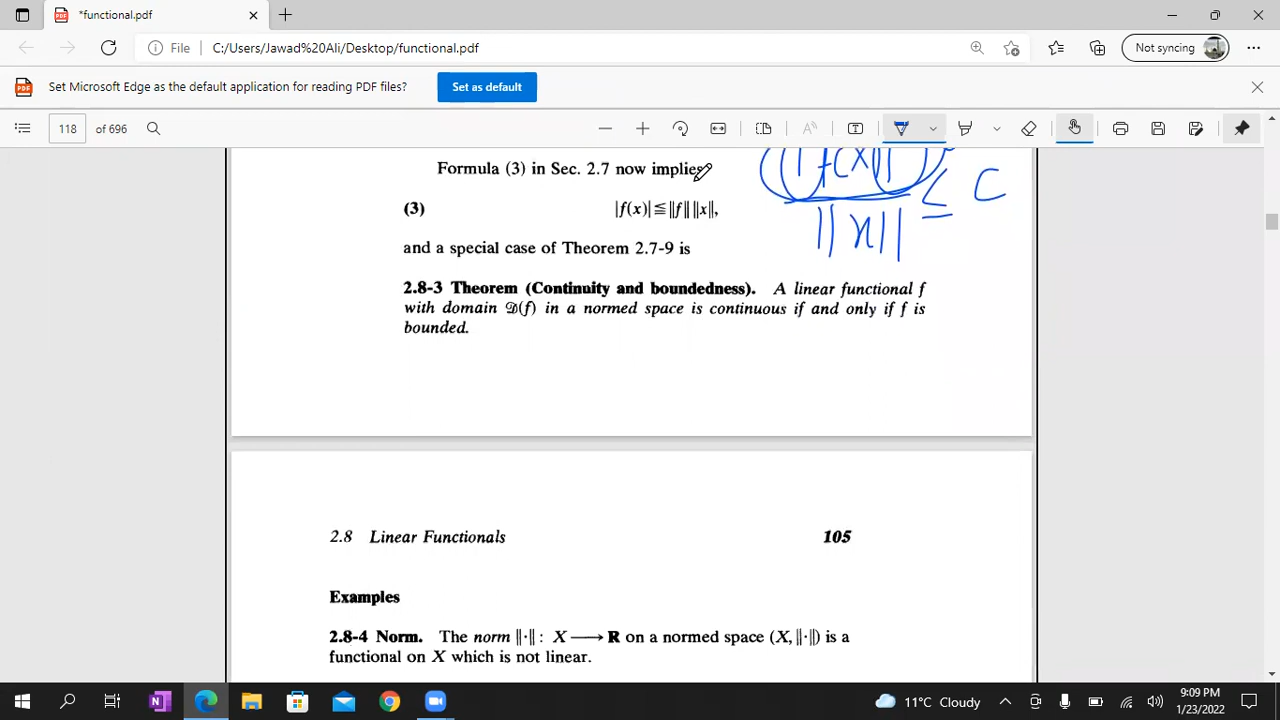 *functional.pdf
File C:/Users/Jawad%20Ali/Desktop/functional.pdf
Not syncing
Set Microsoft Edge as the default application for reading PDF files?
Set as default
118 of 696
Formula (3) in Sec. 2.7 now implies
|f(x)|
(3) |f(x)| ≦ ‖f‖ ‖x‖,
≤ C
||x||
and a special case of Theorem 2.7-9 is
2.8-3 Theorem (Continuity and boundedness). A linear functional f
with domain 𝒟(f) in a normed space is continuous if and only if f is
bounded.
2.8 Linear Functionals 105
Examples
2.8-4 Norm. The norm ‖·‖: X ⟶ R on a normed space (X, ‖·‖) is a
functional on X which is not linear.
11°C Cloudy
9:09 PM
1/23/2022